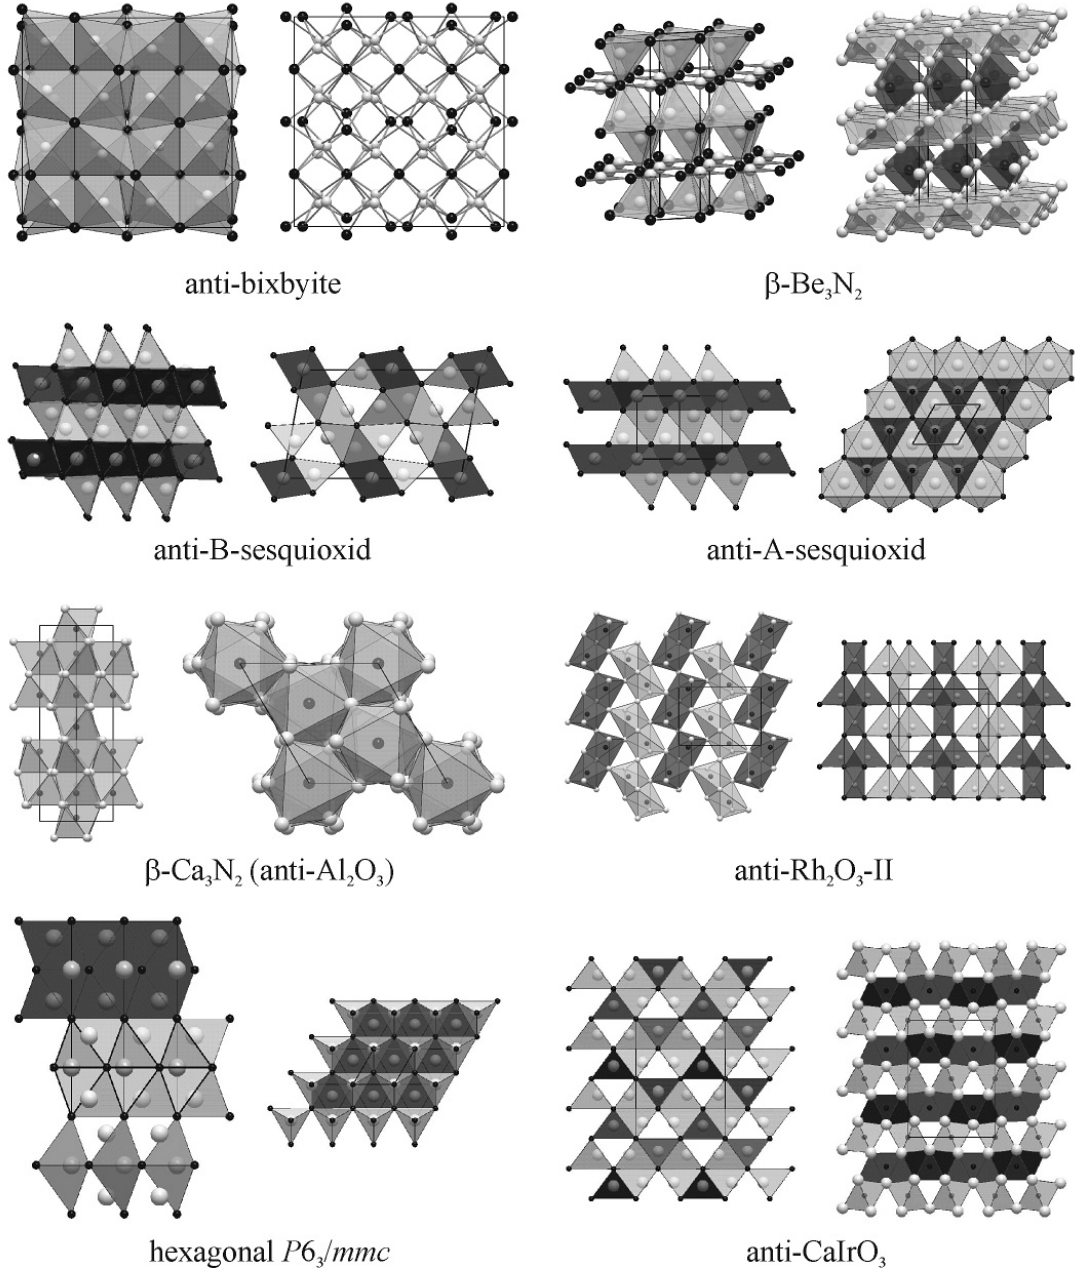 anti-bixbyite
β-Be₃N₂
anti-B-sesquioxid
anti-A-sesquioxid
β-Ca₃N₂ (anti-Al₂O₃)
anti-Rh₂O₃-II
hexagonal P6₃/mmc
anti-CaIrO₃